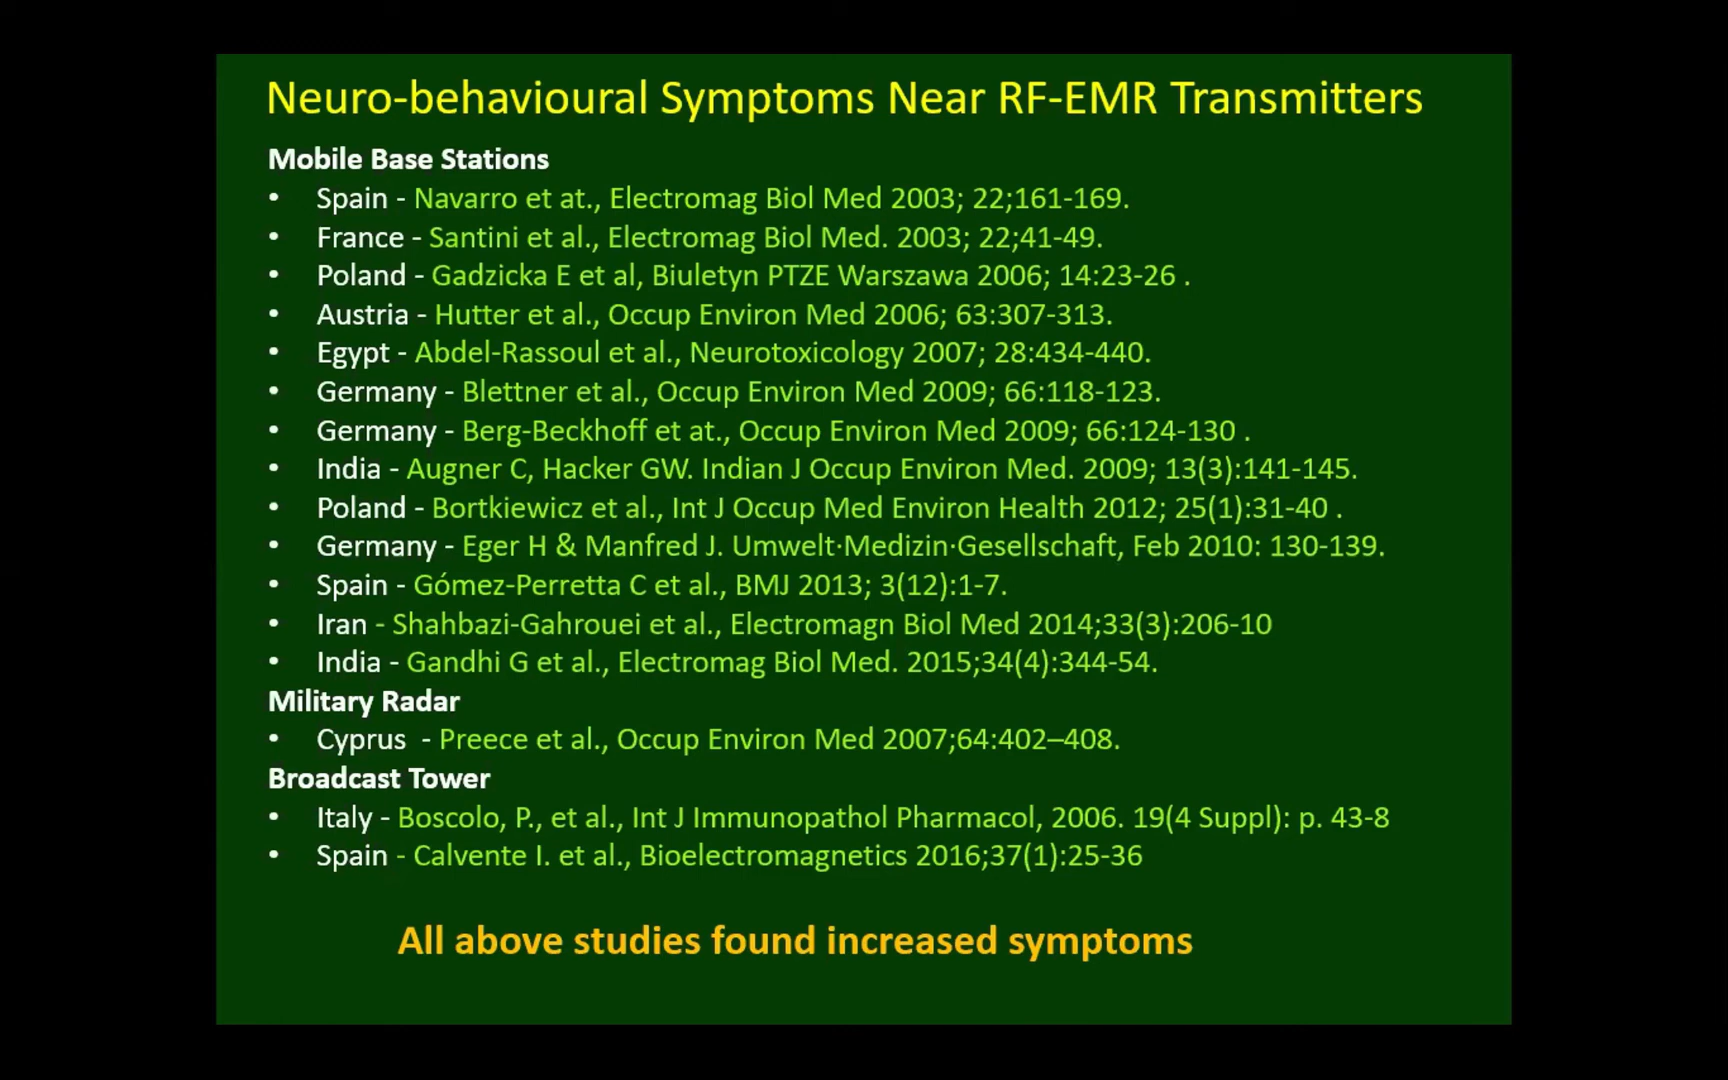 Neuro-behavioural Symptoms Near RF-EMR Transmitters
Mobile Base Stations
• Spain - Navarro et at., Electromag Biol Med 2003; 22;161-169.
• France - Santini et al., Electromag Biol Med. 2003; 22;41-49.
• Poland - Gadzicka E et al, Biuletyn PTZE Warszawa 2006; 14:23-26 .
• Austria - Hutter et al., Occup Environ Med 2006; 63:307-313.
• Egypt - Abdel-Rassoul et al., Neurotoxicology 2007; 28:434-440.
• Germany - Blettner et al., Occup Environ Med 2009; 66:118-123.
• Germany - Berg-Beckhoff et at., Occup Environ Med 2009; 66:124-130 .
• India - Augner C, Hacker GW. Indian J Occup Environ Med. 2009; 13(3):141-145.
• Poland - Bortkiewicz et al., Int J Occup Med Environ Health 2012; 25(1):31-40 .
• Germany - Eger H & Manfred J. Umwelt·Medizin·Gesellschaft, Feb 2010: 130-139.
• Spain - Gómez-Perretta C et al., BMJ 2013; 3(12):1-7.
• Iran - Shahbazi-Gahrouei et al., Electromagn Biol Med 2014;33(3):206-10
• India - Gandhi G et al., Electromag Biol Med. 2015;34(4):344-54.
Military Radar
• Cyprus - Preece et al., Occup Environ Med 2007;64:402–408.
Broadcast Tower
• Italy - Boscolo, P., et al., Int J Immunopathol Pharmacol, 2006. 19(4 Suppl): p. 43-8
• Spain - Calvente I. et al., Bioelectromagnetics 2016;37(1):25-36
All above studies found increased symptoms